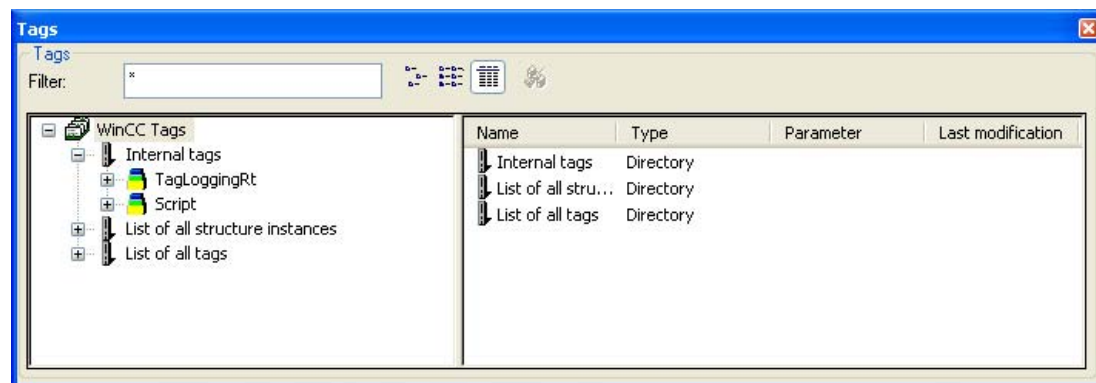 Tags
Tags
Filter: *
WinCC Tags
Internal tags
TagLoggingRt
Script
List of all structure instances
List of all tags
Name Type Parameter Last modification
Internal tags Directory
List of all stru... Directory
List of all tags Directory